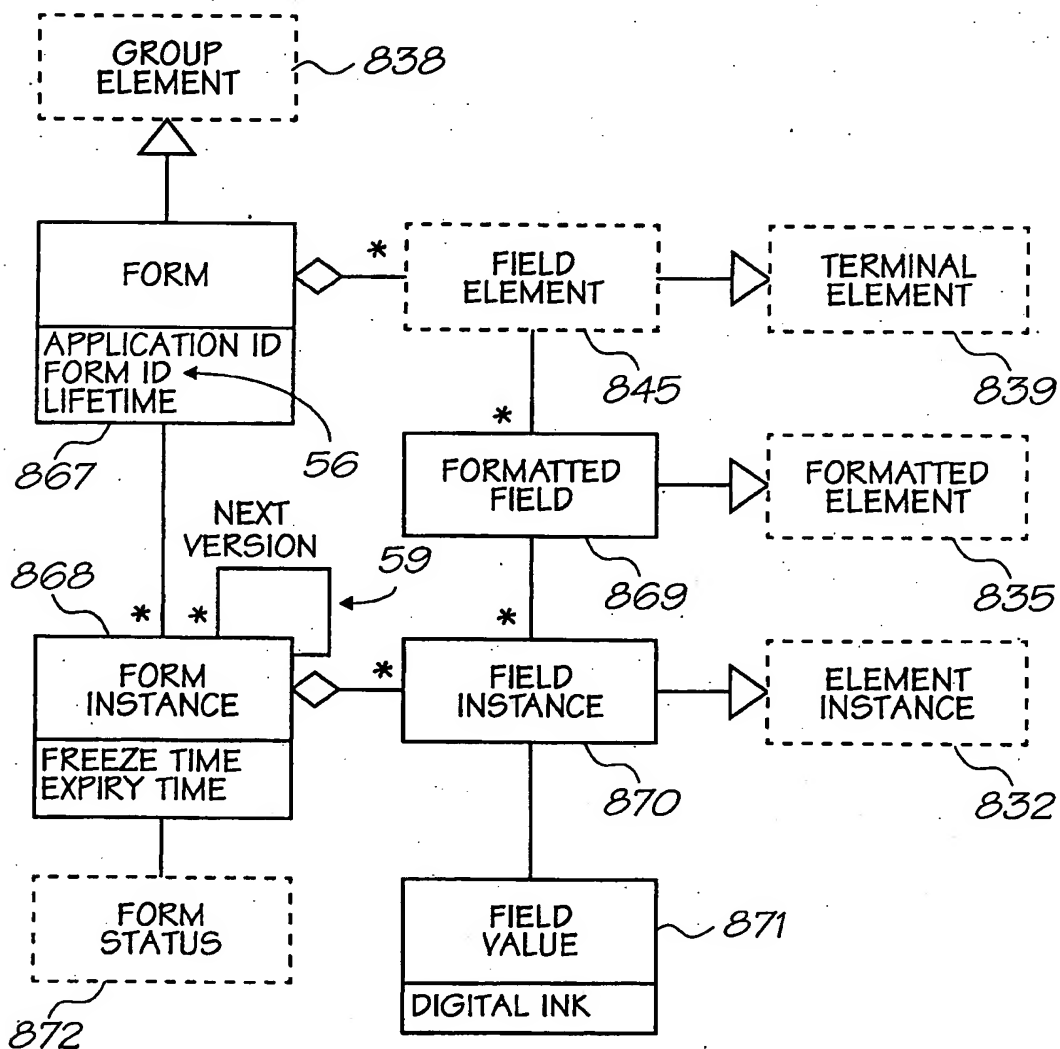 GROUP
ELEMENT
838
FORM
APPLICATION ID
FORM ID
LIFETIME
867
56
*
FIELD
ELEMENT
845
TERMINAL
ELEMENT
839
*
FORMATTED
FIELD
869
FORMATTED
ELEMENT
835
NEXT
VERSION
59
868
*
*
FORM
INSTANCE
FREEZE TIME
EXPIRY TIME
*
*
FIELD
INSTANCE
870
ELEMENT
INSTANCE
832
FORM
STATUS
872
FIELD
VALUE
DIGITAL INK
871